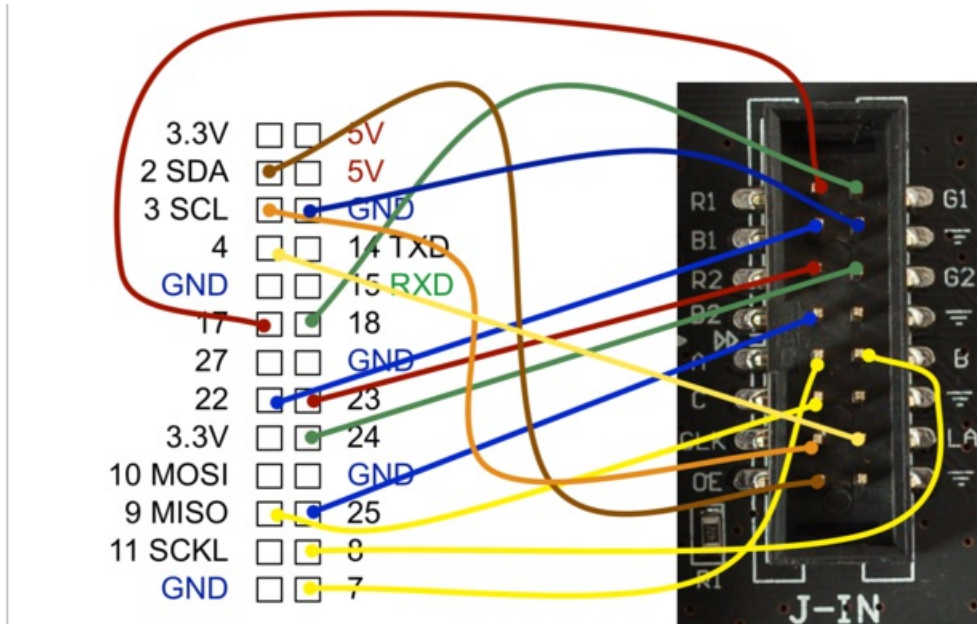 3.3V 5V
2 SDA 5V
3 SCL GND
4 14 TXD
GND 15 RXD
17 18
27 GND
22 23
3.3V 24
10 MOSI GND
9 MISO 25
11 SCKL 8
GND 7
R1 G1
B1
R2 G2
B2
A B
C
CLK LA
OE
R1
J-IN